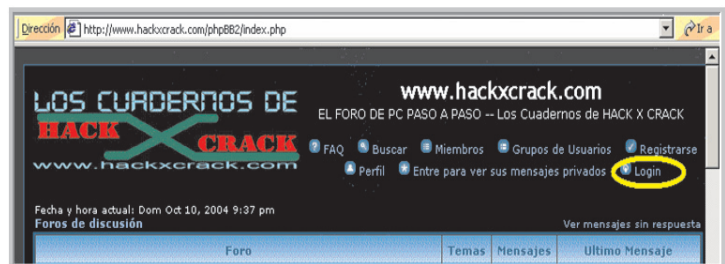 Dirección http://www.hackxcrack.com/phpBB2/index.php Ir a
LOS CUADERNOS DE
HACK X CRACK
www.hackxcrack.com
www.hackxcrack.com
EL FORO DE PC PASO A PASO -- Los Cuadernos de HACK X CRACK
FAQ Buscar Miembros Grupos de Usuarios Registrarse
Perfil Entre para ver sus mensajes privados Login
Fecha y hora actual: Dom Oct 10, 2004 9:37 pm
Foros de discusión Ver mensajes sin respuesta
Foro Temas Mensajes Ultimo Mensaje